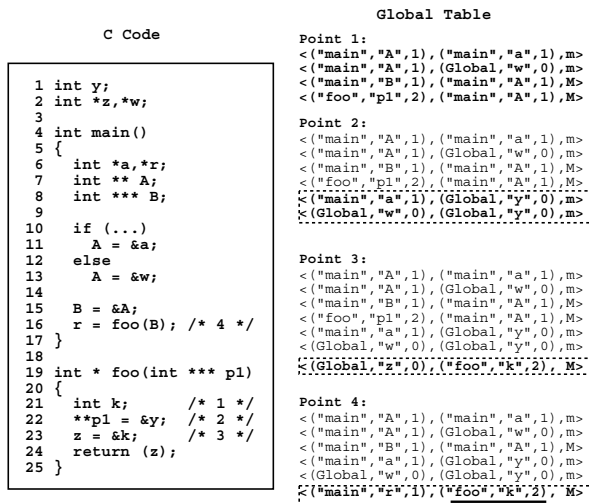 C Code
1 int y;
2 int *z,*w;
3
4 int main()
5 {
6 int *a,*r;
7 int ** A;
8 int *** B;
9
10 if (...)
11 A = &a;
12 else
13 A = &w;
14
15 B = &A;
16 r = foo(B); /* 4 */
17 }
18
19 int * foo(int *** p1)
20 {
21 int k; /* 1 */
22 **p1 = &y; /* 2 */
23 z = &k; /* 3 */
24 return (z);
25 }
Global Table
Point 1:
<("main","A",1),("main","a",1),m>
<("main","A",1),(Global,"w",0),m>
<("main","B",1),("main","A",1),M>
<("foo","p1",2),("main","A",1),M>
Point 2:
<("main","A",1),("main","a",1),m>
<("main","A",1),(Global,"w",0),m>
<("main","B",1),("main","A",1),M>
<("foo","p1",2),("main","A",1),M>
<("main","a",1),(Global,"y",0),m>
<(Global,"w",0),(Global,"y",0),m>
Point 3:
<("main","A",1),("main","a",1),m>
<("main","A",1),(Global,"w",0),m>
<("main","B",1),("main","A",1),M>
<("foo","p1",2),("main","A",1),M>
<("main","a",1),(Global,"y",0),m>
<(Global,"w",0),(Global,"y",0),m>
<(Global,"z",0),("foo","k",2), M>
Point 4:
<("main","A",1),("main","a",1),m>
<("main","A",1),(Global,"w",0),m>
<("main","B",1),("main","A",1),M>
<("main","a",1),(Global,"y",0),m>
<(Global,"w",0),(Global,"y",0),m>
<("main","r",1),("foo","k",2), M>